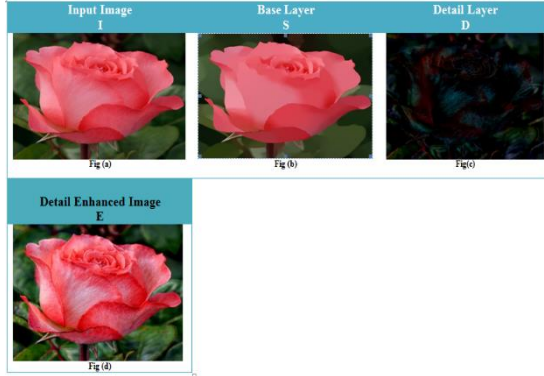 Input Image
I
Base Layer
S
Detail Layer
D
Fig (a)
Fig (b)
Fig(c)
Detail Enhanced Image
E
Fig (d)